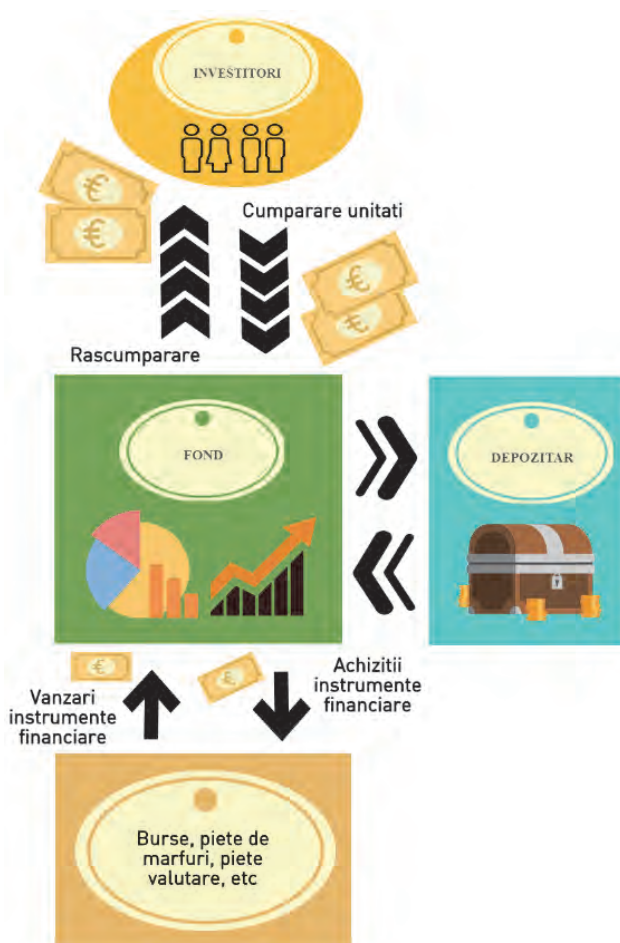 INVESTITORI
Cumparare unitati
Rascumparare
FOND
DEPOZITAR
Vanzari
instrumente
financiare
Achizitii
instrumente
financiare
Burse, piete de
marfuri, piete
valutare, etc